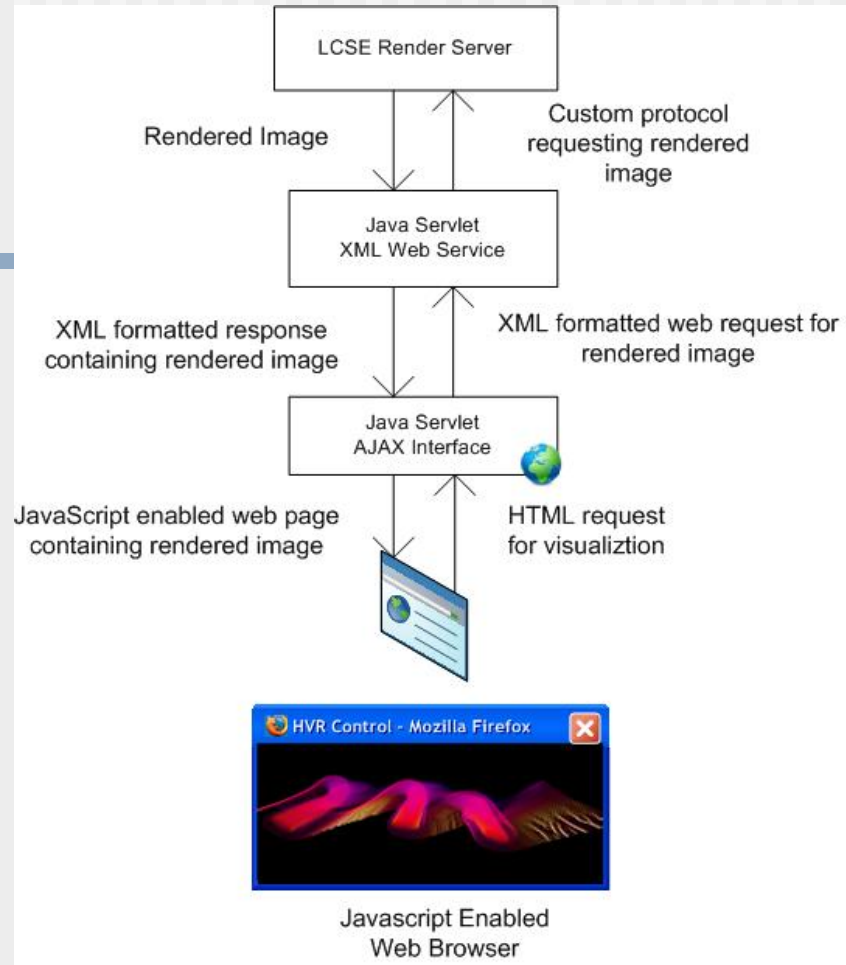 LCSE Render Server
Rendered Image
Custom protocol
requesting rendered
image
Java Servlet
XML Web Service
XML formatted response
containing rendered image
XML formatted web request for
rendered image
Java Servlet
AJAX Interface
JavaScript enabled web page
containing rendered image
HTML request
for visualiztion
HVR Control - Mozilla Firefox
Javascript Enabled
Web Browser